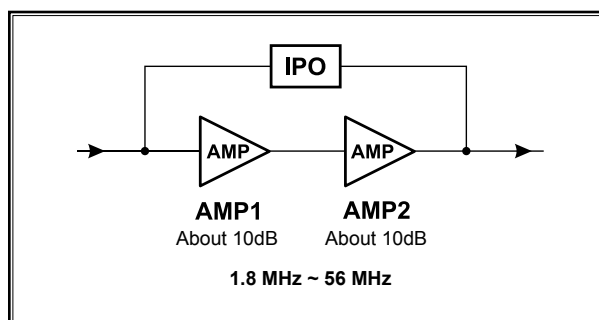 IPO
AMP AMP
AMP1 AMP2
About 10dB About 10dB
1.8 MHz ~ 56 MHz